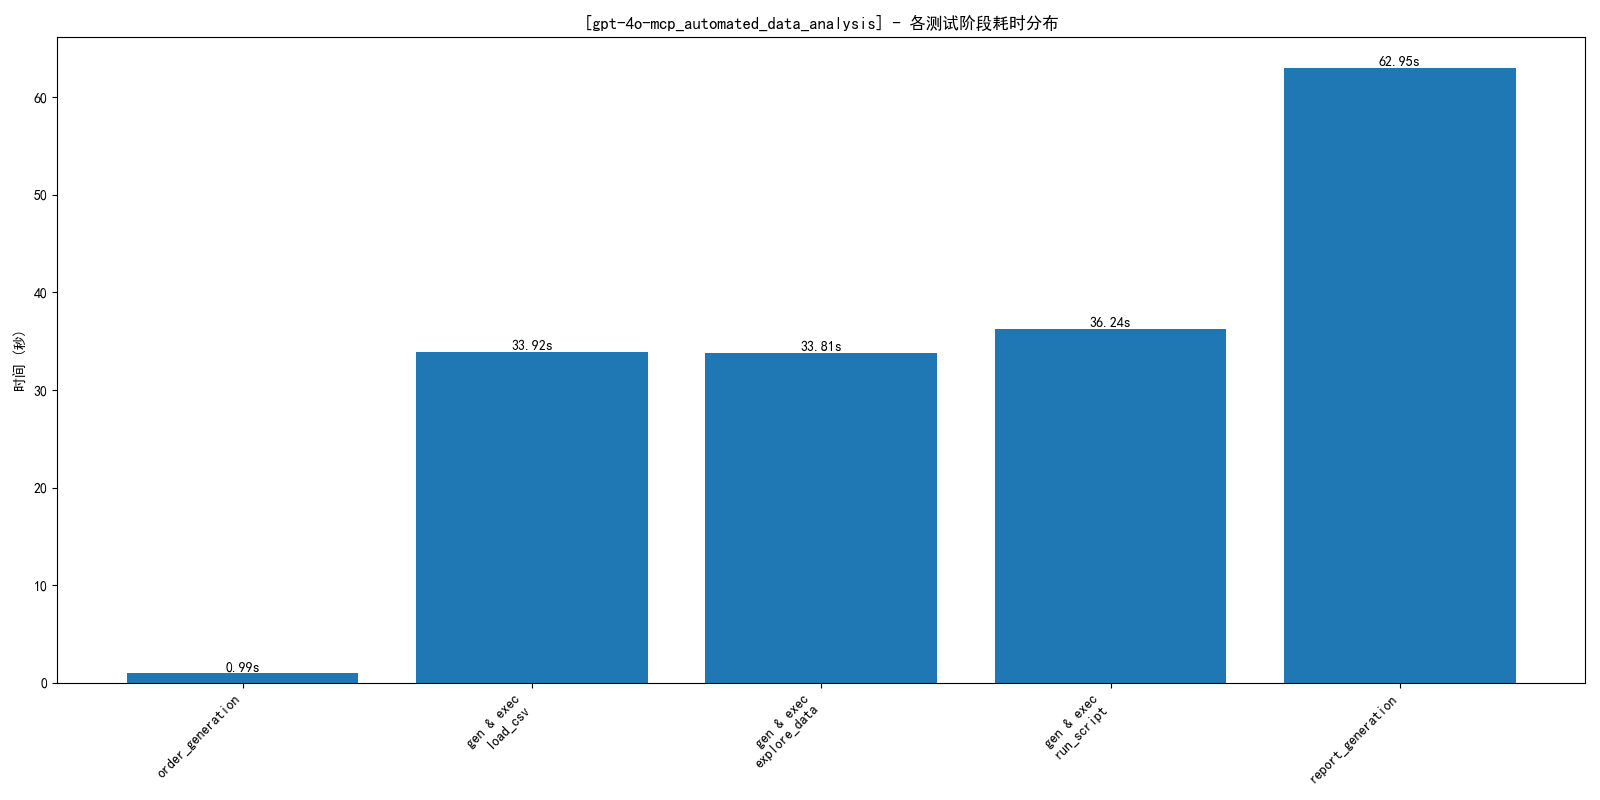 [gpt-4o-mcp_automated_data_analysis] - 各测试阶段耗时分布
时间 (秒)
60
50
40
30
20
10
0
0.99s
33.92s
33.81s
36.24s
62.95s
order_generation
gen & exec
load_csv
gen & exec
explore_data
gen & exec
run_script
report_generation